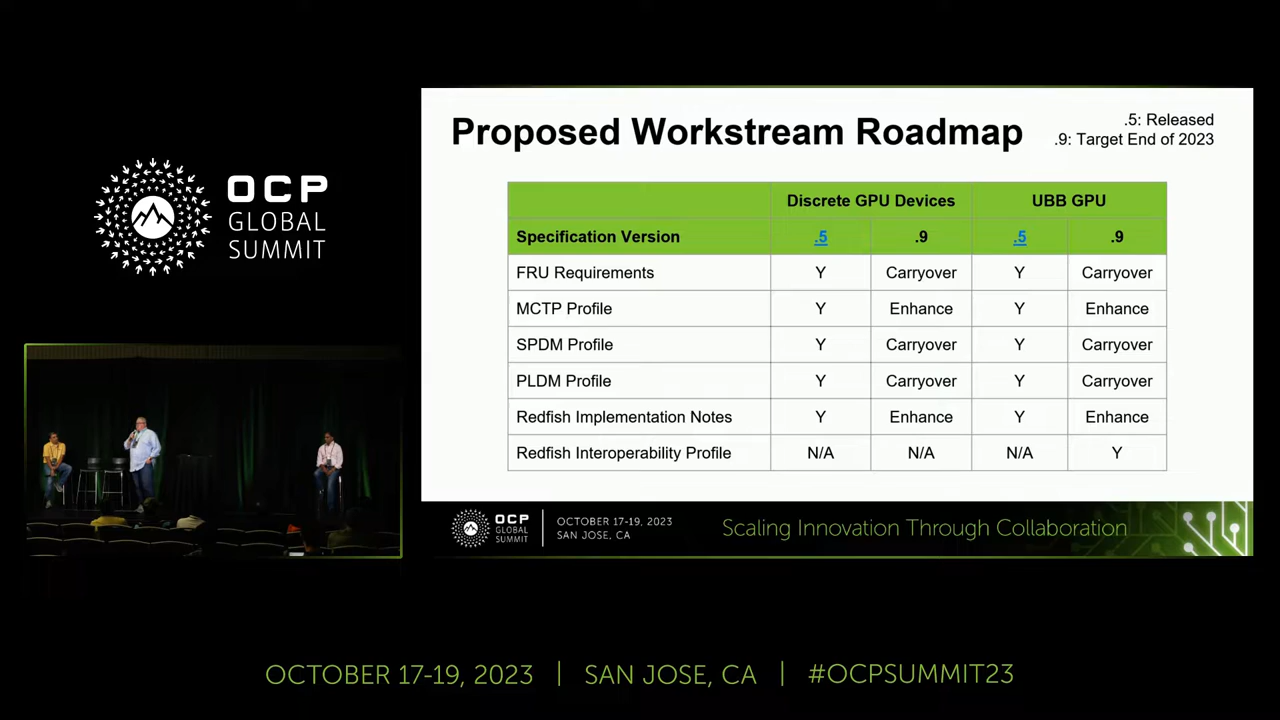 OCP
GLOBAL
SUMMIT
Proposed Workstream Roadmap
.5: Released
.9: Target End of 2023
Discrete GPU Devices UBB GPU
Specification Version .5 .9 .5 .9
FRU Requirements Y Carryover Y Carryover
MCTP Profile Y Enhance Y Enhance
SPDM Profile Y Carryover Y Carryover
PLDM Profile Y Carryover Y Carryover
Redfish Implementation Notes Y Enhance Y Enhance
Redfish Interoperability Profile N/A N/A N/A Y
OCP
GLOBAL
SUMMIT
OCTOBER 17-19, 2023
SAN JOSE, CA
Scaling Innovation Through Collaboration
OCTOBER 17-19, 2023 | SAN JOSE, CA | #OCPSUMMIT23